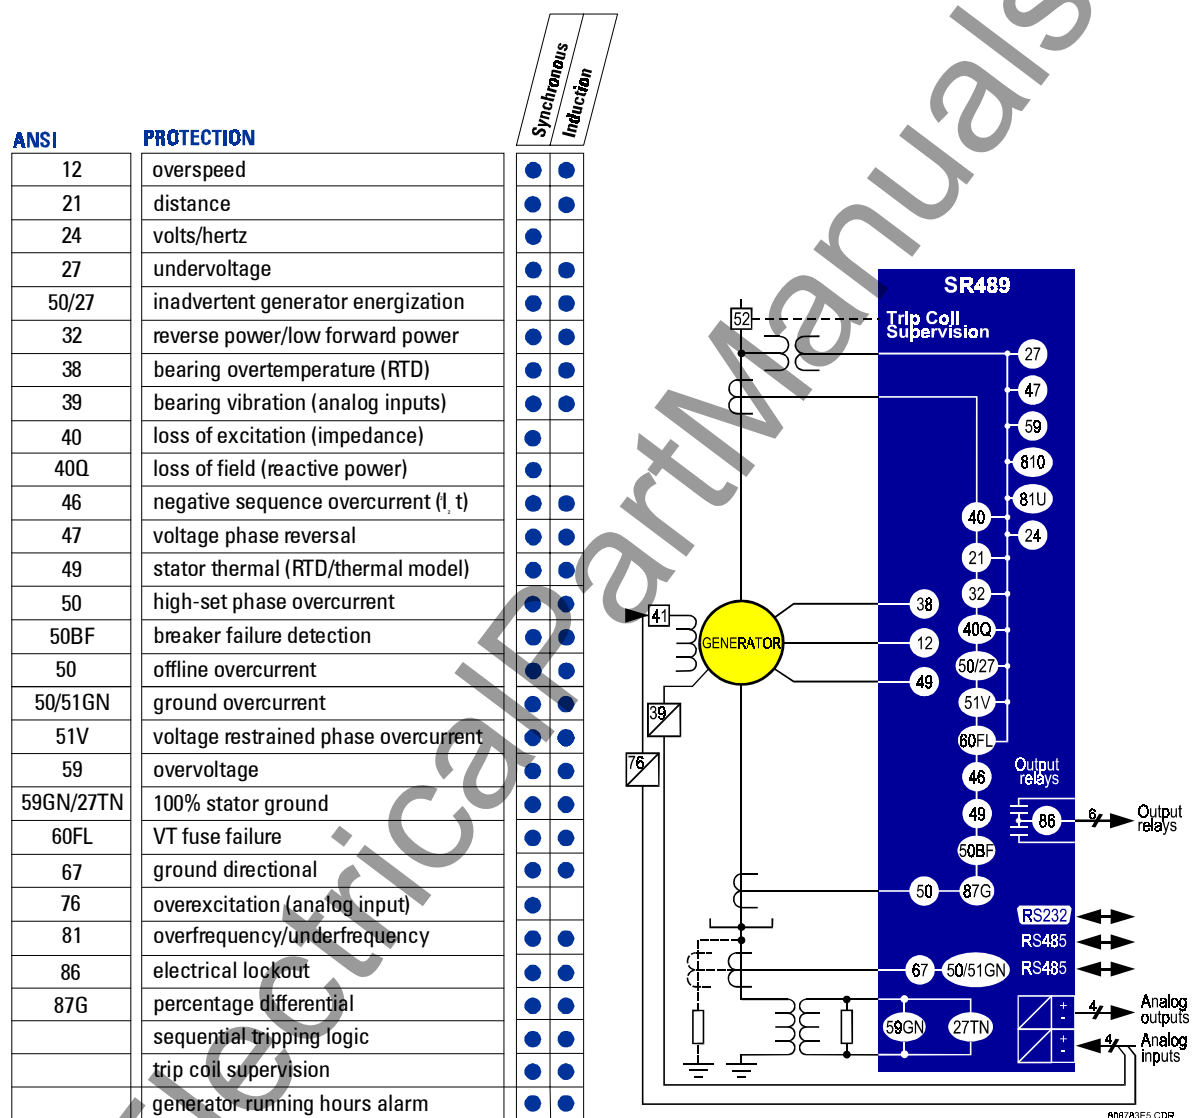 Synchronous
Induction
ANSI PROTECTION
12 overspeed
21 distance
24 volts/hertz
27 undervoltage
50/27 inadvertent generator energization
32 reverse power/low forward power
38 bearing overtemperature (RTD)
39 bearing vibration (analog inputs)
40 loss of excitation (impedance)
40Q loss of field (reactive power)
46 negative sequence overcurrent (I₂ t)
47 voltage phase reversal
49 stator thermal (RTD/thermal model)
50 high-set phase overcurrent
50BF breaker failure detection
50 offline overcurrent
50/51GN ground overcurrent
51V voltage restrained phase overcurrent
59 overvoltage
59GN/27TN 100% stator ground
60FL VT fuse failure
67 ground directional
76 overexcitation (analog input)
81 overfrequency/underfrequency
86 electrical lockout
87G percentage differential
sequential tripping logic
trip coil supervision
generator running hours alarm
SR489
52
Trip Coil
Supervision
27
47
59
81O
81U
24
40
21
32
40Q
50/27
51V
60FL
46
49
50BF
87G
50
38
12
49
41
GENERATOR
39
76
Output
relays
86
6
Output
relays
RS232
RS485
RS485
67
50/51GN
59GN
27TN
+
-
4
Analog
outputs
+
-
4
Analog
inputs
808783E5.CDR
ElectricalPartManuals